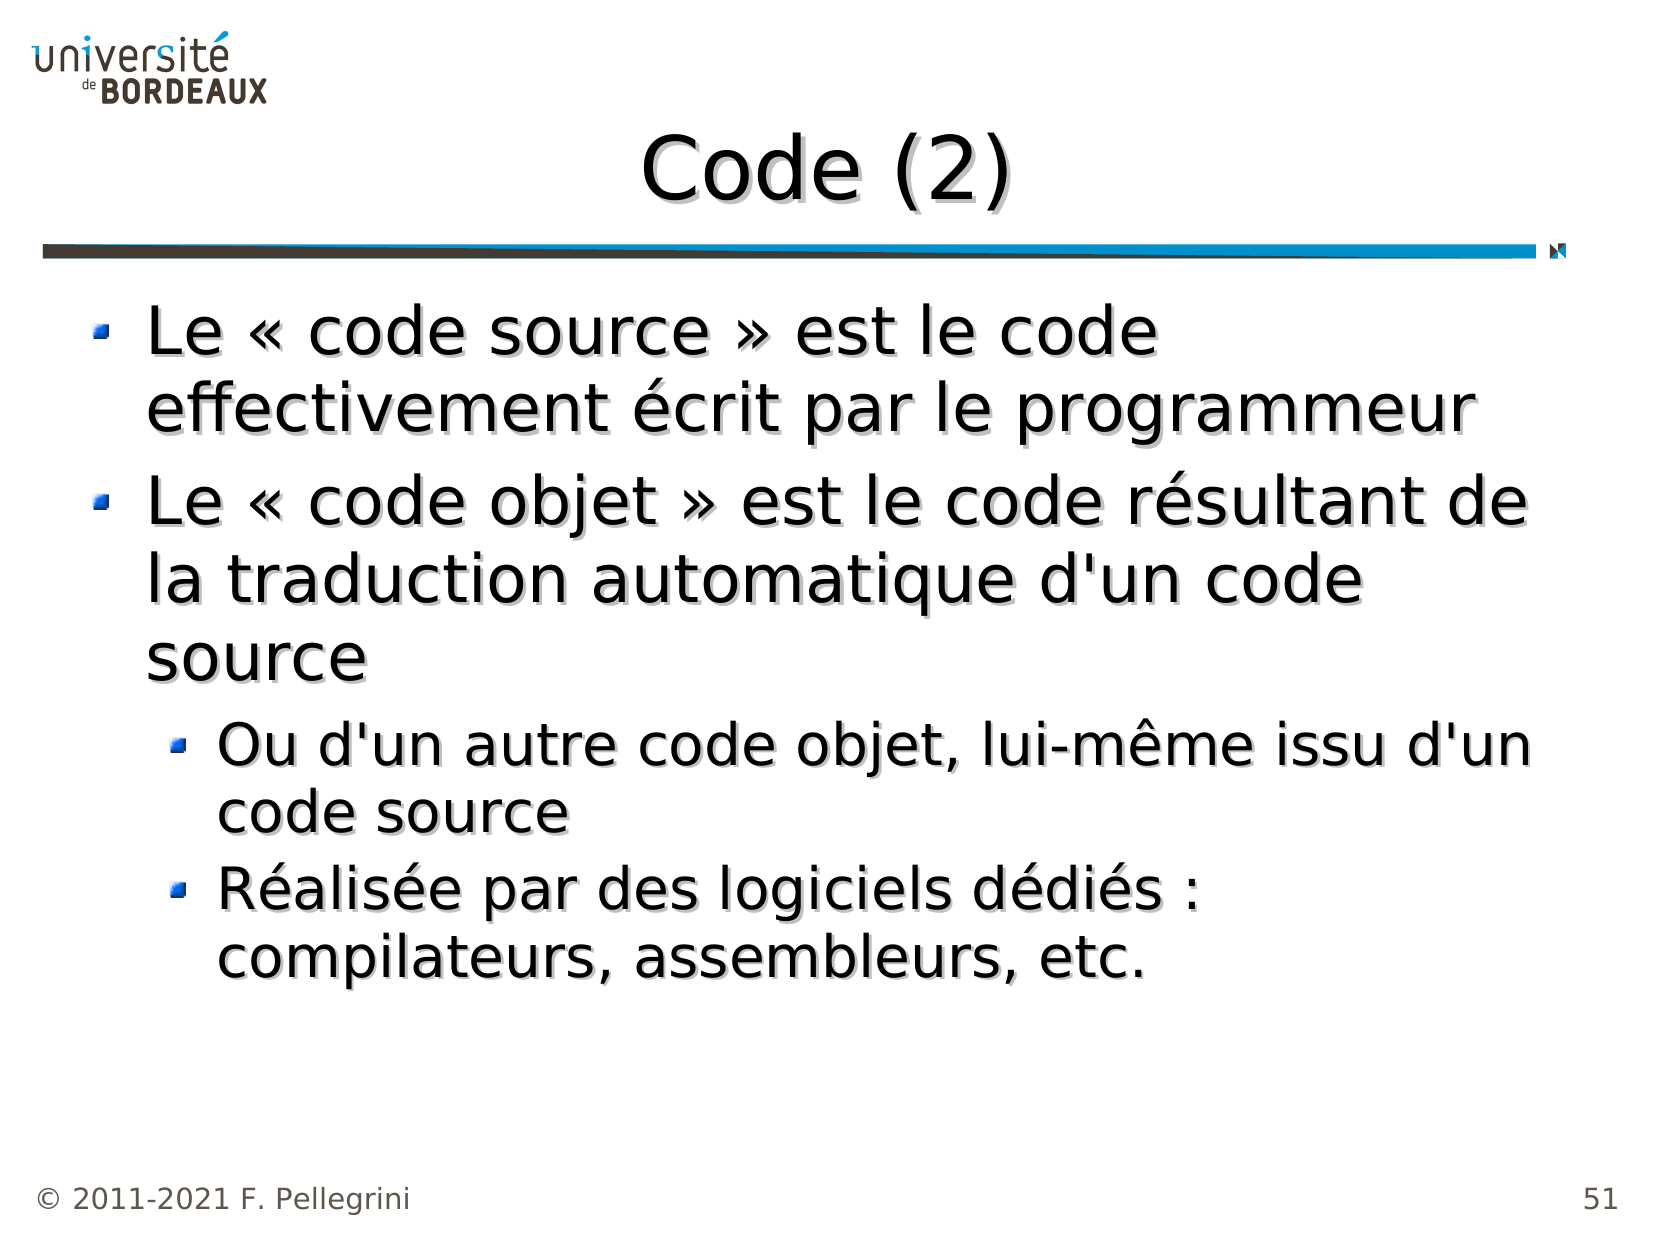 université
de BORDEAUX
Code (2)
Le « code source » est le code
effectivement écrit par le programmeur
Le « code objet » est le code résultant de
la traduction automatique d'un code
source
Ou d'un autre code objet, lui-même issu d'un
code source
Réalisée par des logiciels dédiés :
compilateurs, assembleurs, etc.
© 2011-2021 F. Pellegrini
51